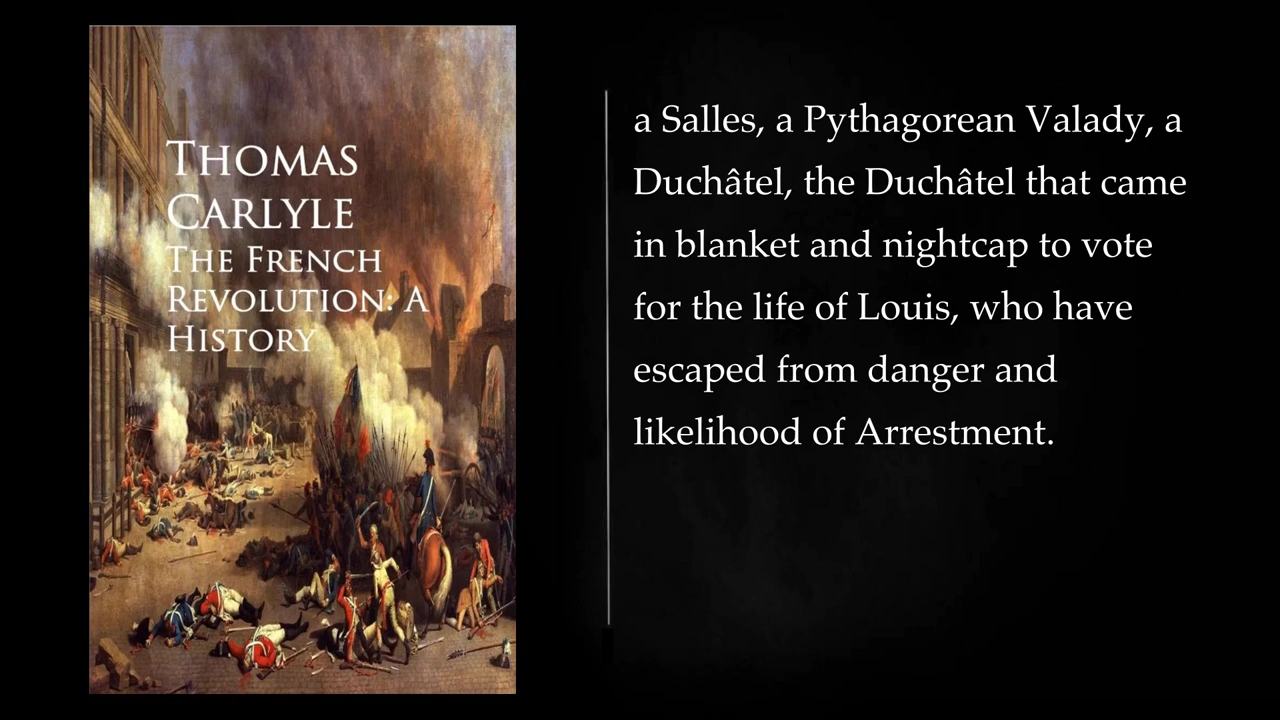 THOMAS
CARLYLE
THE FRENCH
REVOLUTION: A
HISTORY
a Salles, a Pythagorean Valady, a
Duchâtel, the Duchâtel that came
in blanket and nightcap to vote
for the life of Louis, who have
escaped from danger and
likelihood of Arrestment.